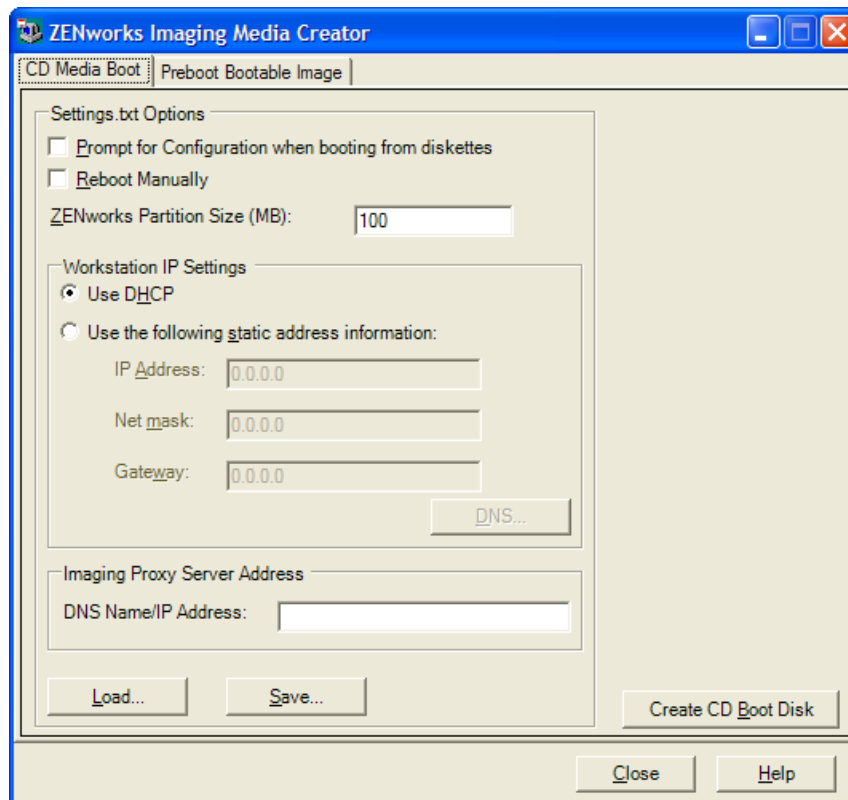 ZENworks Imaging Media Creator
CD Media Boot
Preboot Bootable Image
Settings.txt Options
Prompt for Configuration when booting from diskettes
Reboot Manually
ZENworks Partition Size (MB):
100
Workstation IP Settings
Use DHCP
Use the following static address information:
IP Address:
0.0.0.0
Net mask:
0.0.0.0
Gateway:
0.0.0.0
DNS...
Imaging Proxy Server Address
DNS Name/IP Address:
Load...
Save...
Create CD Boot Disk
Close
Help